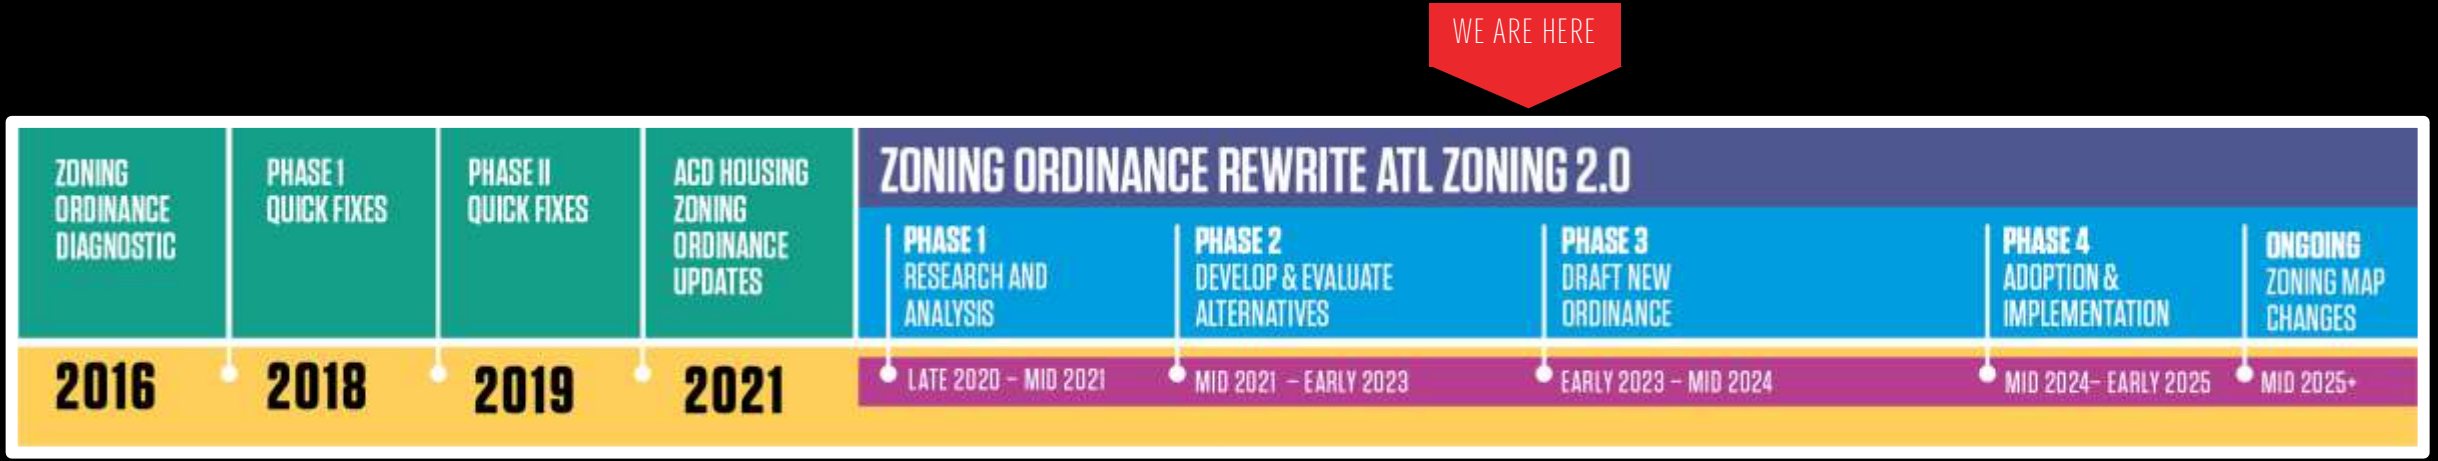 WE ARE HERE
ZONING
ORDINANCE
DIAGNOSTIC
2016
PHASE I
QUICK FIXES
2018
PHASE II
QUICK FIXES
2019
ACD HOUSING
ZONING
ORDINANCE
UPDATES
2021
ZONING ORDINANCE REWRITE ATL ZONING 2.0
PHASE 1
RESEARCH AND
ANALYSIS
LATE 2020 – MID 2021
PHASE 2
DEVELOP & EVALUATE
ALTERNATIVES
MID 2021 – EARLY 2023
PHASE 3
DRAFT NEW
ORDINANCE
EARLY 2023 – MID 2024
PHASE 4
ADOPTION &
IMPLEMENTATION
MID 2024– EARLY 2025
ONGOING
ZONING MAP
CHANGES
MID 2025+